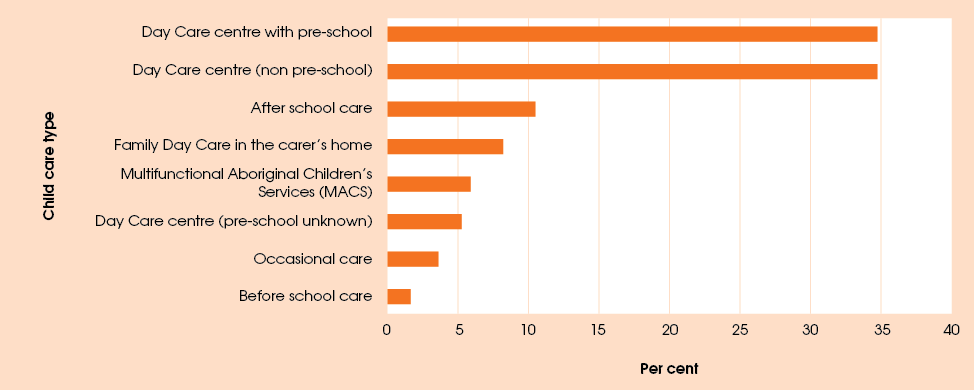 Day Care centre with pre-school
Day Care centre (non pre-school)
After school care
Family Day Care in the carer's home
Multifunctional Aboriginal Children's
Services (MACS)
Day Care centre (pre-school unknown)
Occasional care
Before school care
Child care type
0 5 10 15 20 25 30 35 40
Per cent